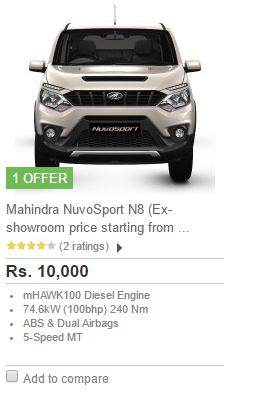 NUVOSPORT
1 OFFER
Mahindra NuvoSport N8 (Ex-
showroom price starting from ...
(2 ratings)
Rs. 10,000
mHAWK100 Diesel Engine
74.6kW (100bhp) 240 Nm
ABS & Dual Airbags
5-Speed MT
Add to compare